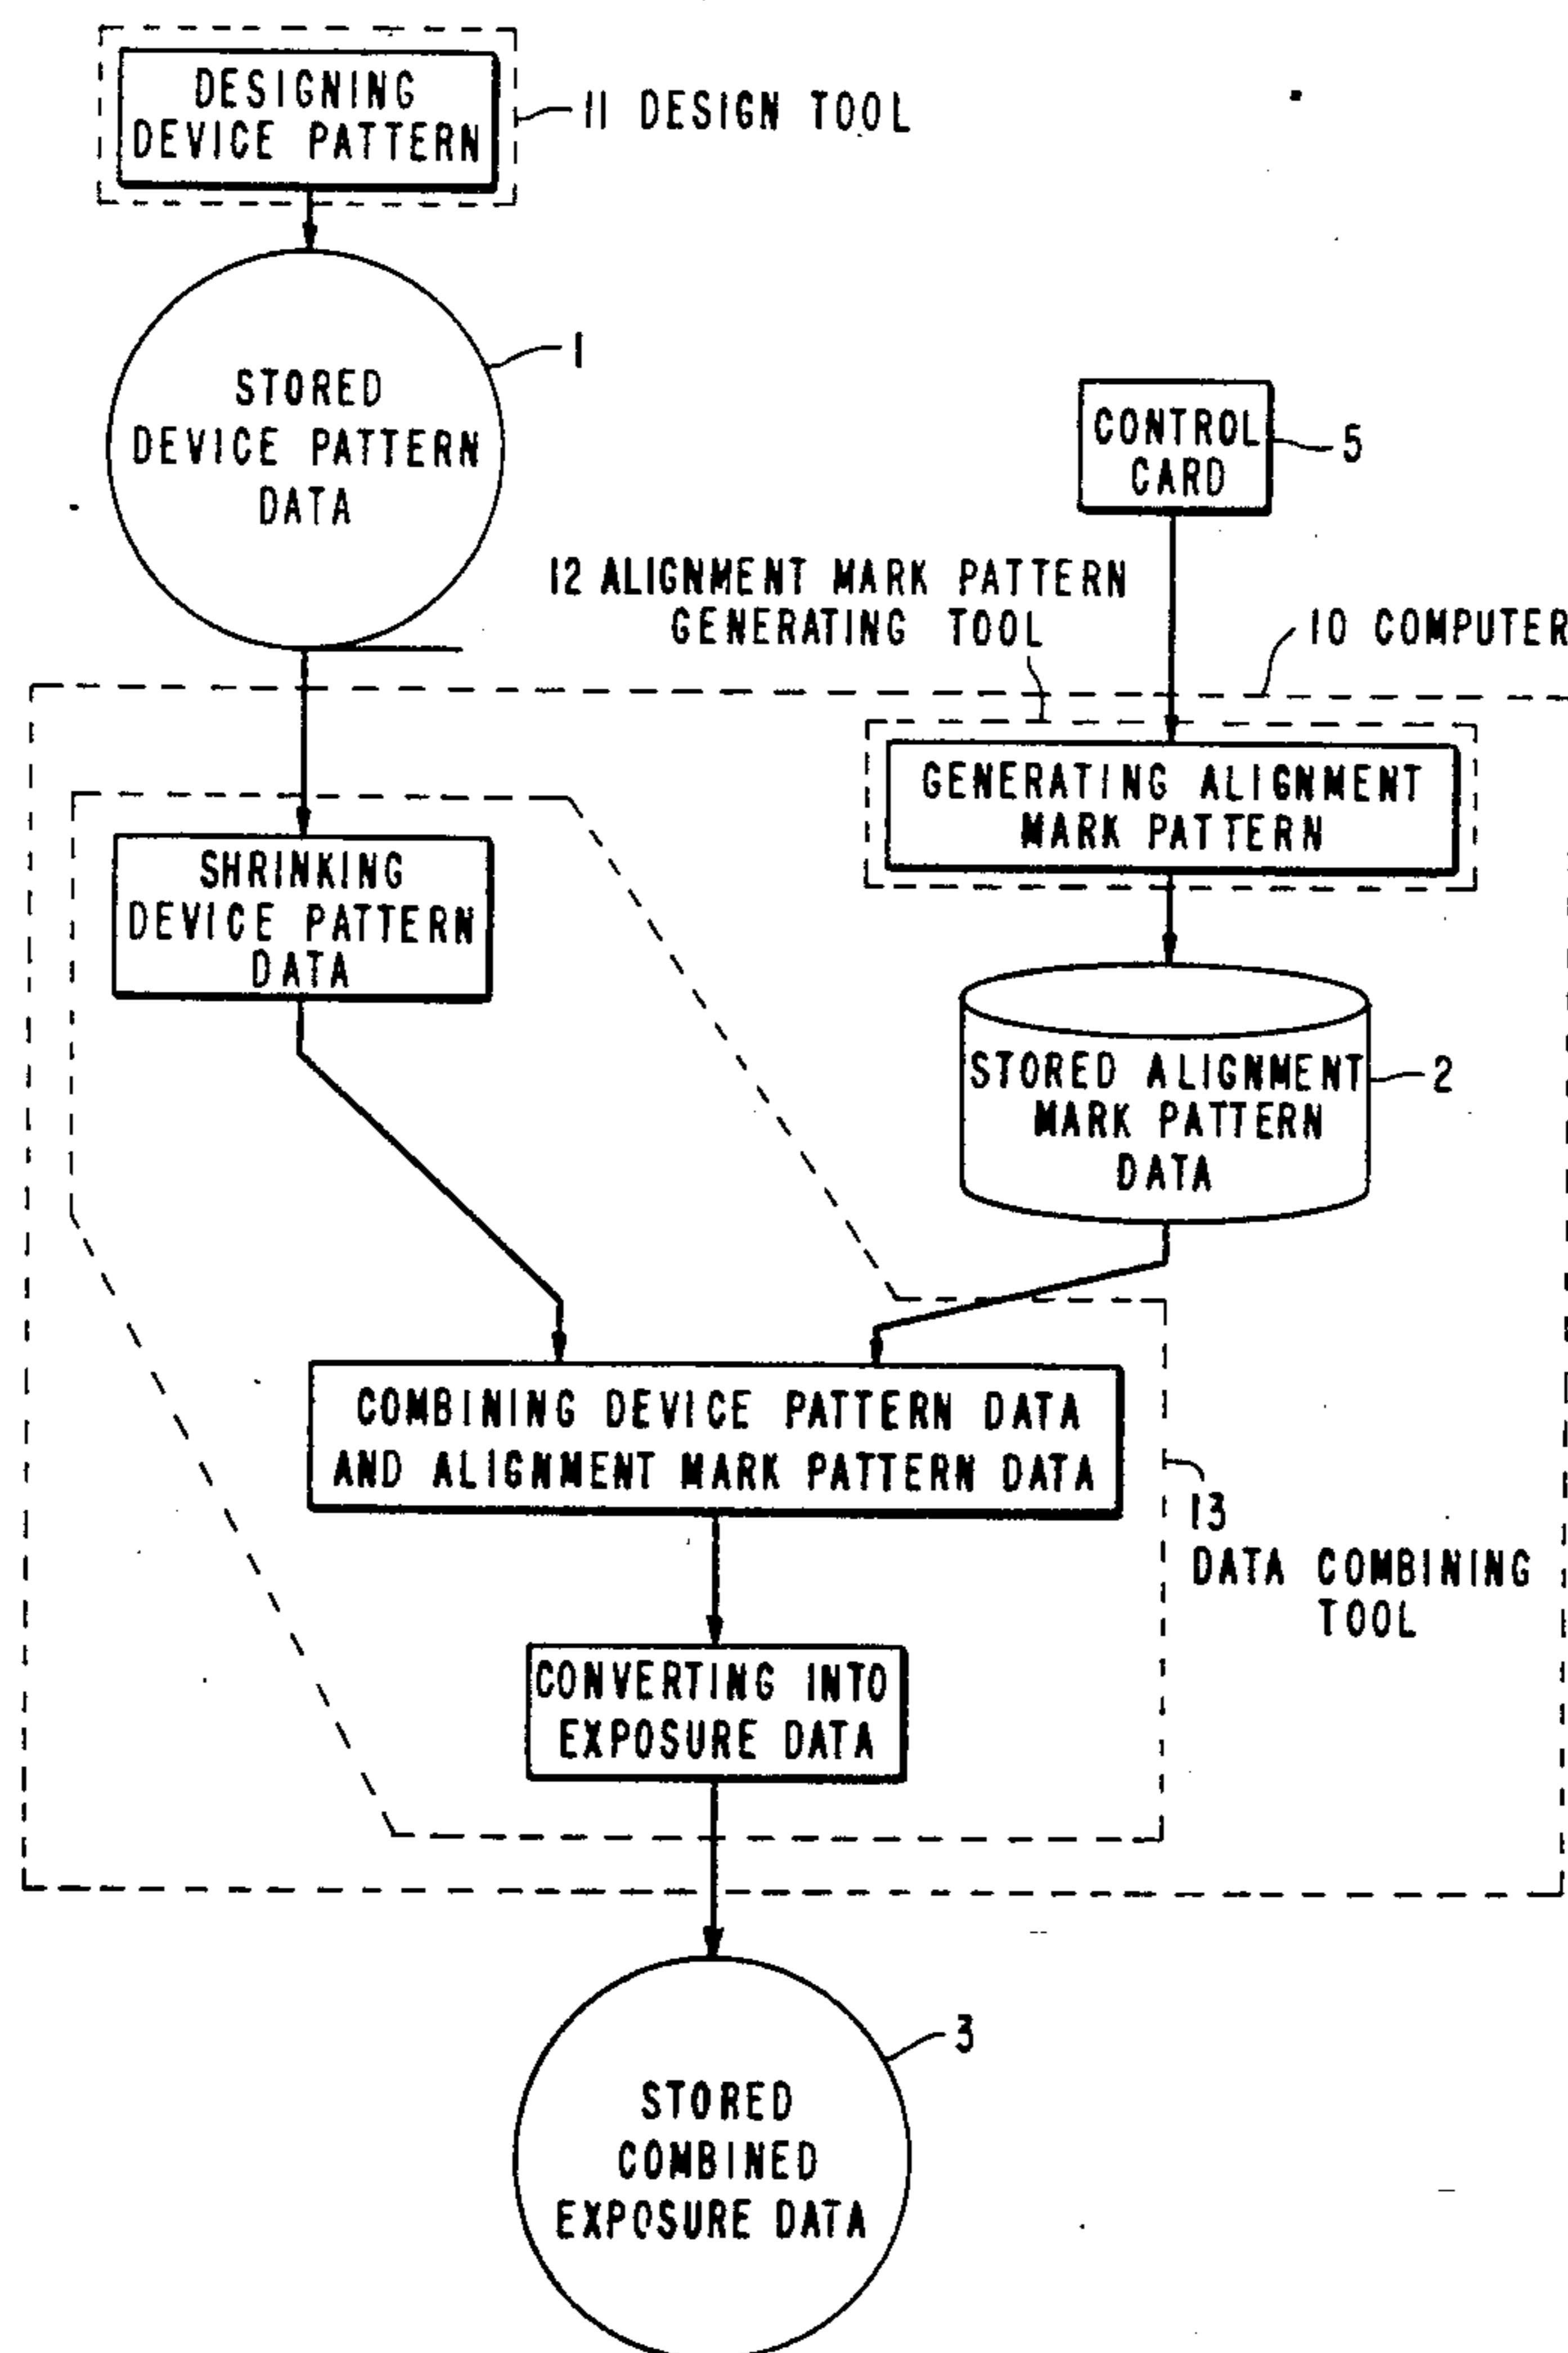 DESIGNING
DEVICE PATTERN
11 DESIGN TOOL
STORED
DEVICE PATTERN
DATA
1
CONTROL
CARD
5
12 ALIGNMENT MARK PATTERN
GENERATING TOOL
10 COMPUTER
GENERATING ALIGNMENT
MARK PATTERN
SHRINKING
DEVICE PATTERN
DATA
STORED ALIGNMENT
MARK PATTERN
DATA
2
COMBINING DEVICE PATTERN DATA
AND ALIGNMENT MARK PATTERN DATA
13
DATA COMBINING
TOOL
CONVERTING INTO
EXPOSURE DATA
3
STORED
COMBINED
EXPOSURE DATA